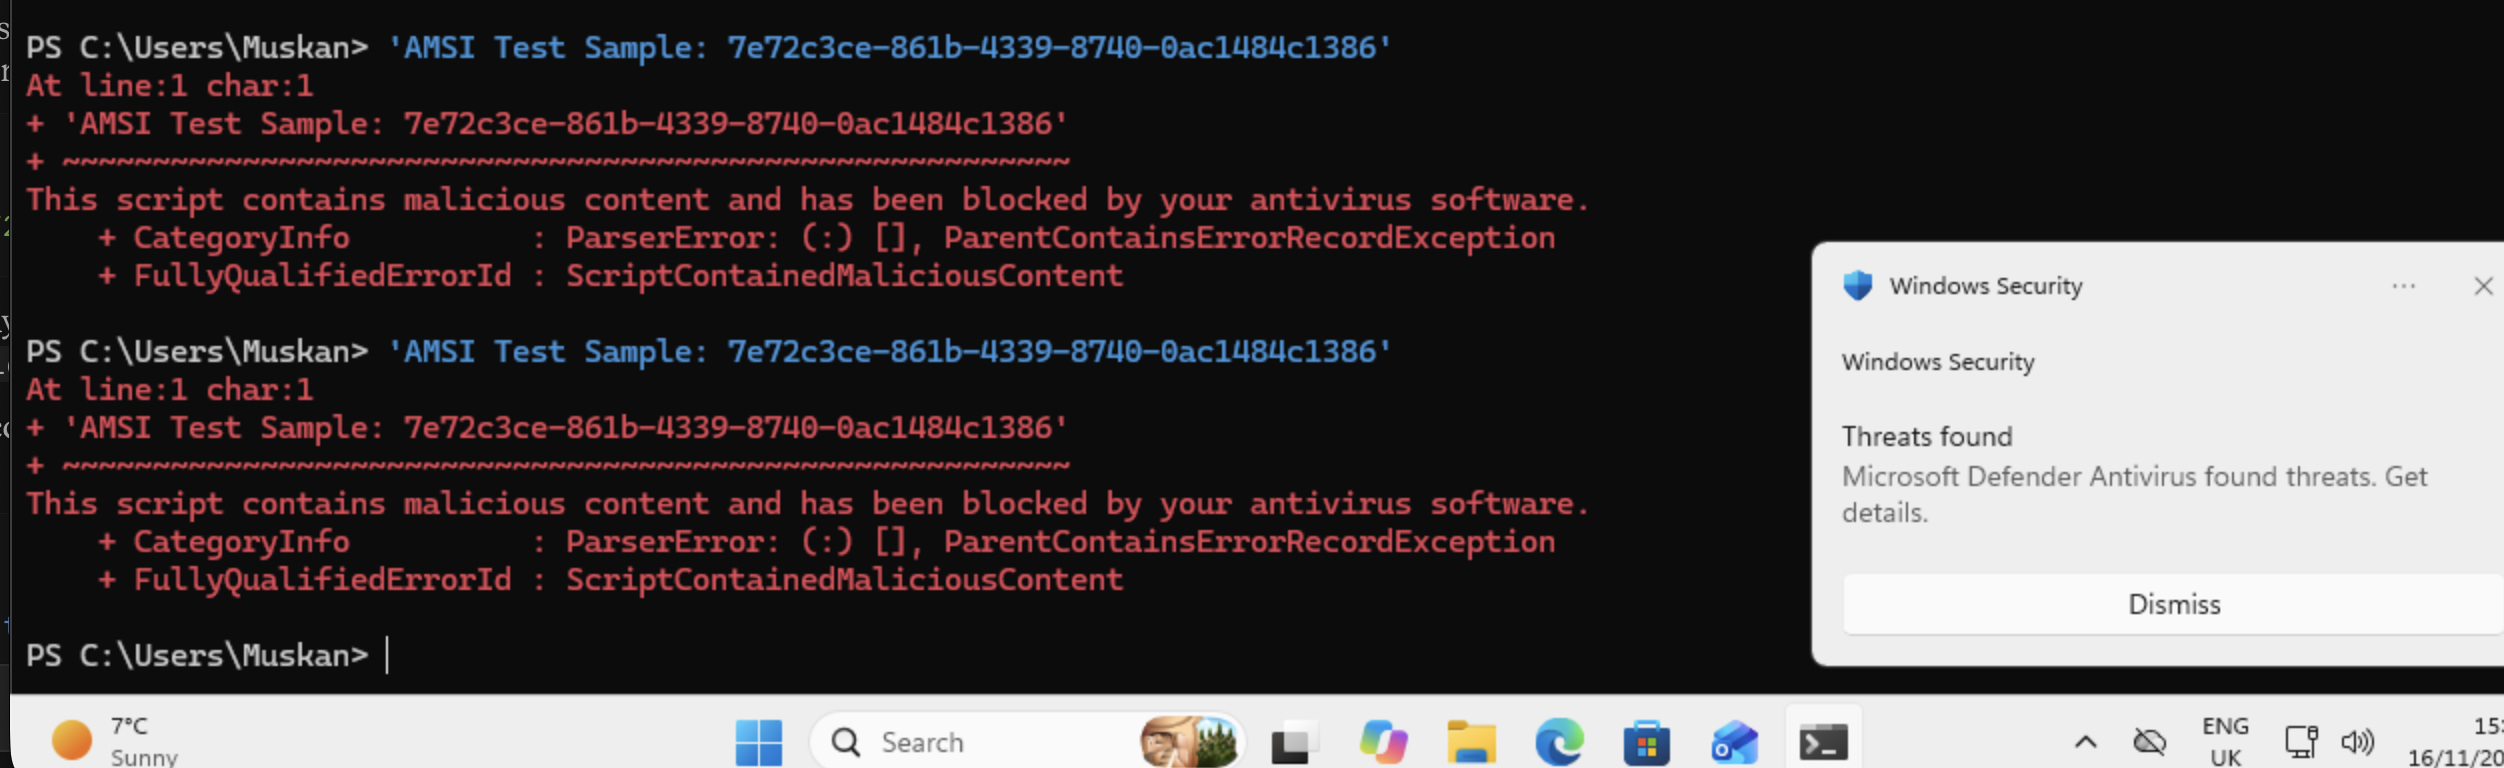 PS C:\Users\Muskan> 'AMSI Test Sample: 7e72c3ce-861b-4339-8740-0ac1484c1386'
At line:1 char:1
+ 'AMSI Test Sample: 7e72c3ce-861b-4339-8740-0ac1484c1386'
+ ~~~~~~~~~~~~~~~~~~~~~~~~~~~~~~~~~~~~~~~~~~~~~~~~~~~~~~~~
This script contains malicious content and has been blocked by your antivirus software.
    + CategoryInfo          : ParserError: (:) [], ParentContainsErrorRecordException
    + FullyQualifiedErrorId : ScriptContainedMaliciousContent
PS C:\Users\Muskan> 'AMSI Test Sample: 7e72c3ce-861b-4339-8740-0ac1484c1386'
At line:1 char:1
+ 'AMSI Test Sample: 7e72c3ce-861b-4339-8740-0ac1484c1386'
+ ~~~~~~~~~~~~~~~~~~~~~~~~~~~~~~~~~~~~~~~~~~~~~~~~~~~~~~~~
This script contains malicious content and has been blocked by your antivirus software.
    + CategoryInfo          : ParserError: (:) [], ParentContainsErrorRecordException
    + FullyQualifiedErrorId : ScriptContainedMaliciousContent
PS C:\Users\Muskan>
Windows Security
Windows Security
Threats found
Microsoft Defender Antivirus found threats. Get
details.
Dismiss
7°C
Sunny
Search
ENG
UK
15:
16/11/20